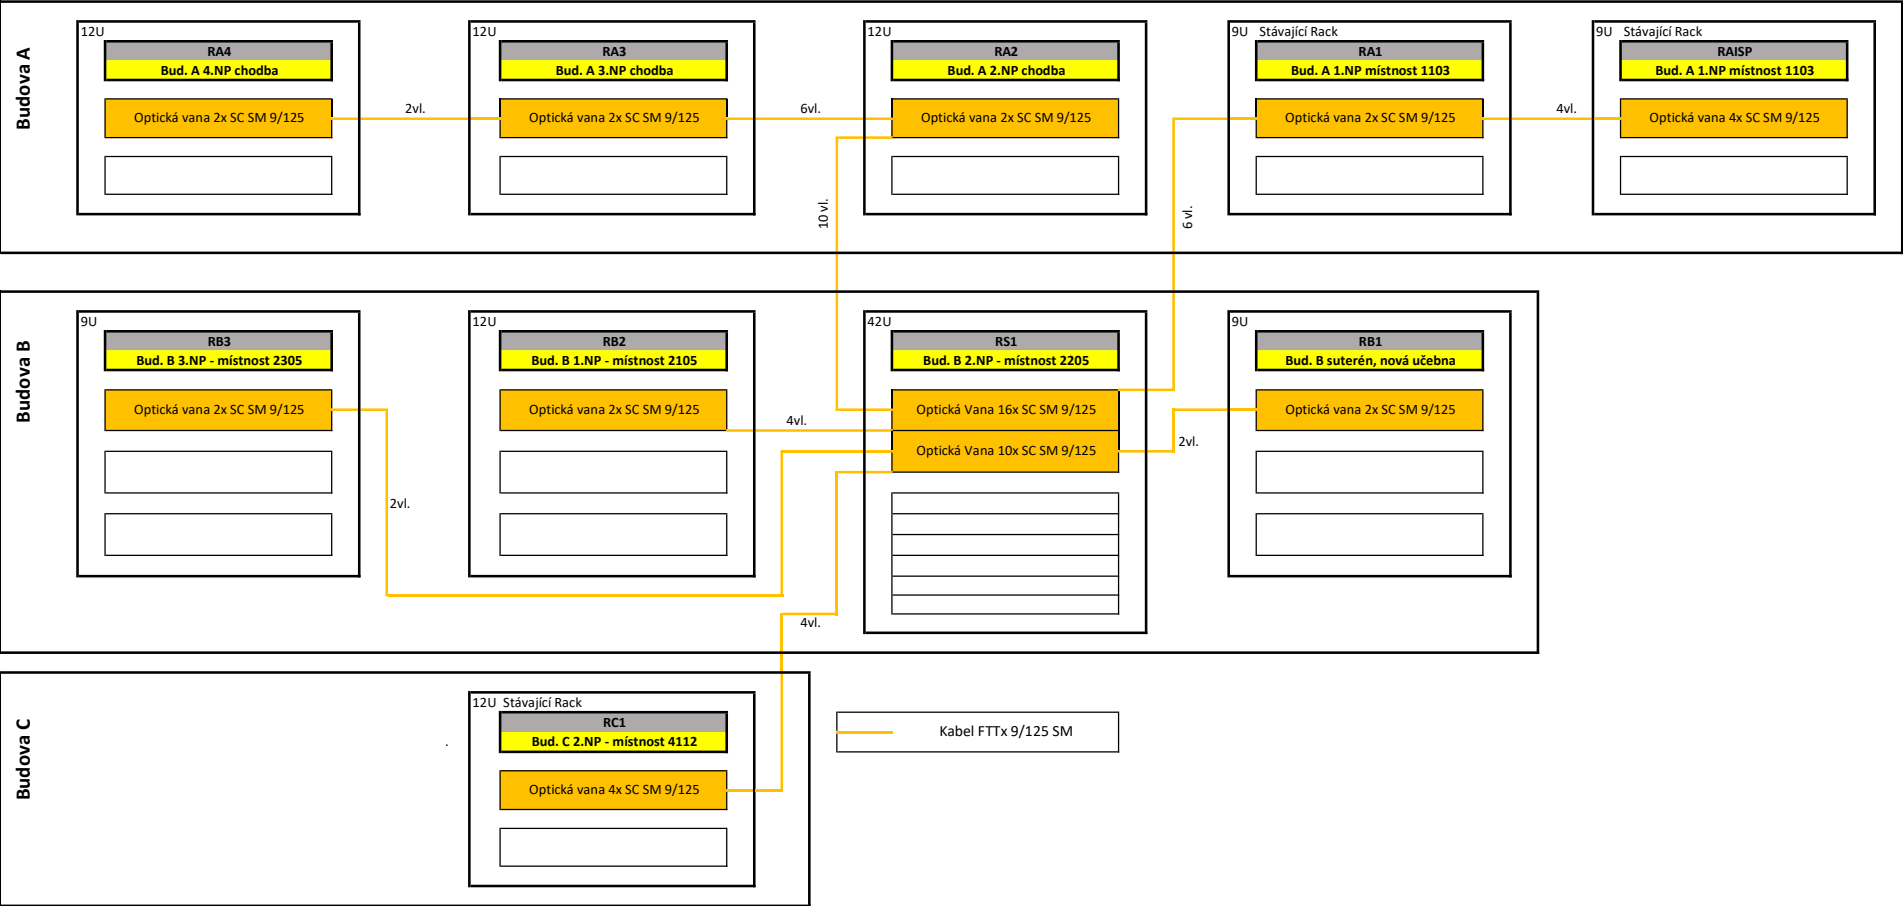 Budova A
12U
RA4
Bud. A 4.NP chodba
Optická vana 2x SC SM 9/125
2vl.
12U
RA3
Bud. A 3.NP chodba
Optická vana 2x SC SM 9/125
6vl.
12U
RA2
Bud. A 2.NP chodba
Optická vana 2x SC SM 9/125
10 vl.
9U Stávající Rack
RA1
Bud. A 1.NP místnost 1103
Optická vana 2x SC SM 9/125
6 vl.
4vl.
9U Stávající Rack
RAISP
Bud. A 1.NP místnost 1103
Optická vana 4x SC SM 9/125
Budova B
9U
RB3
Bud. B 3.NP - místnost 2305
Optická vana 2x SC SM 9/125
2vl.
12U
RB2
Bud. B 1.NP - místnost 2105
Optická vana 2x SC SM 9/125
4vl.
42U
RS1
Bud. B 2.NP - místnost 2205
Optická Vana 16x SC SM 9/125
Optická Vana 10x SC SM 9/125
2vl.
9U
RB1
Bud. B suterén, nová učebna
Optická vana 2x SC SM 9/125
4vl.
Budova C
.
12U Stávající Rack
RC1
Bud. C 2.NP - místnost 4112
Optická vana 4x SC SM 9/125
Kabel FTTx 9/125 SM